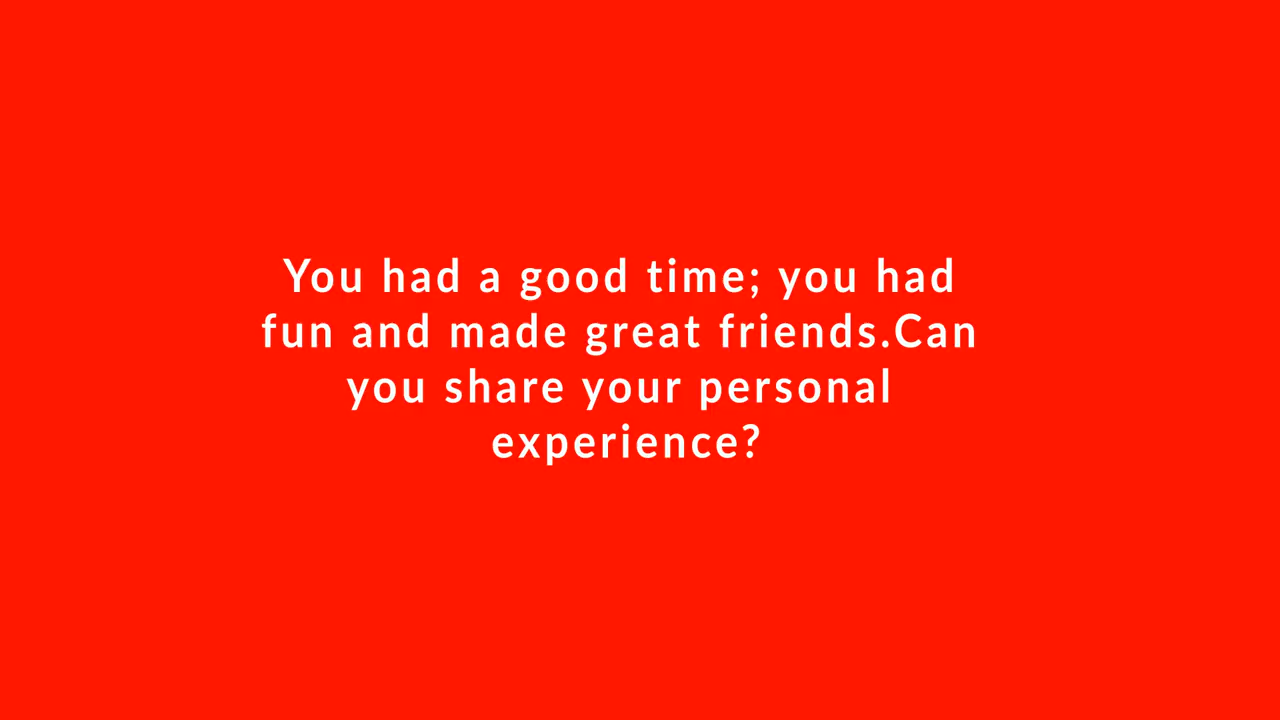 You had a good time; you had
fun and made great friends.Can
you share your personal
experience?